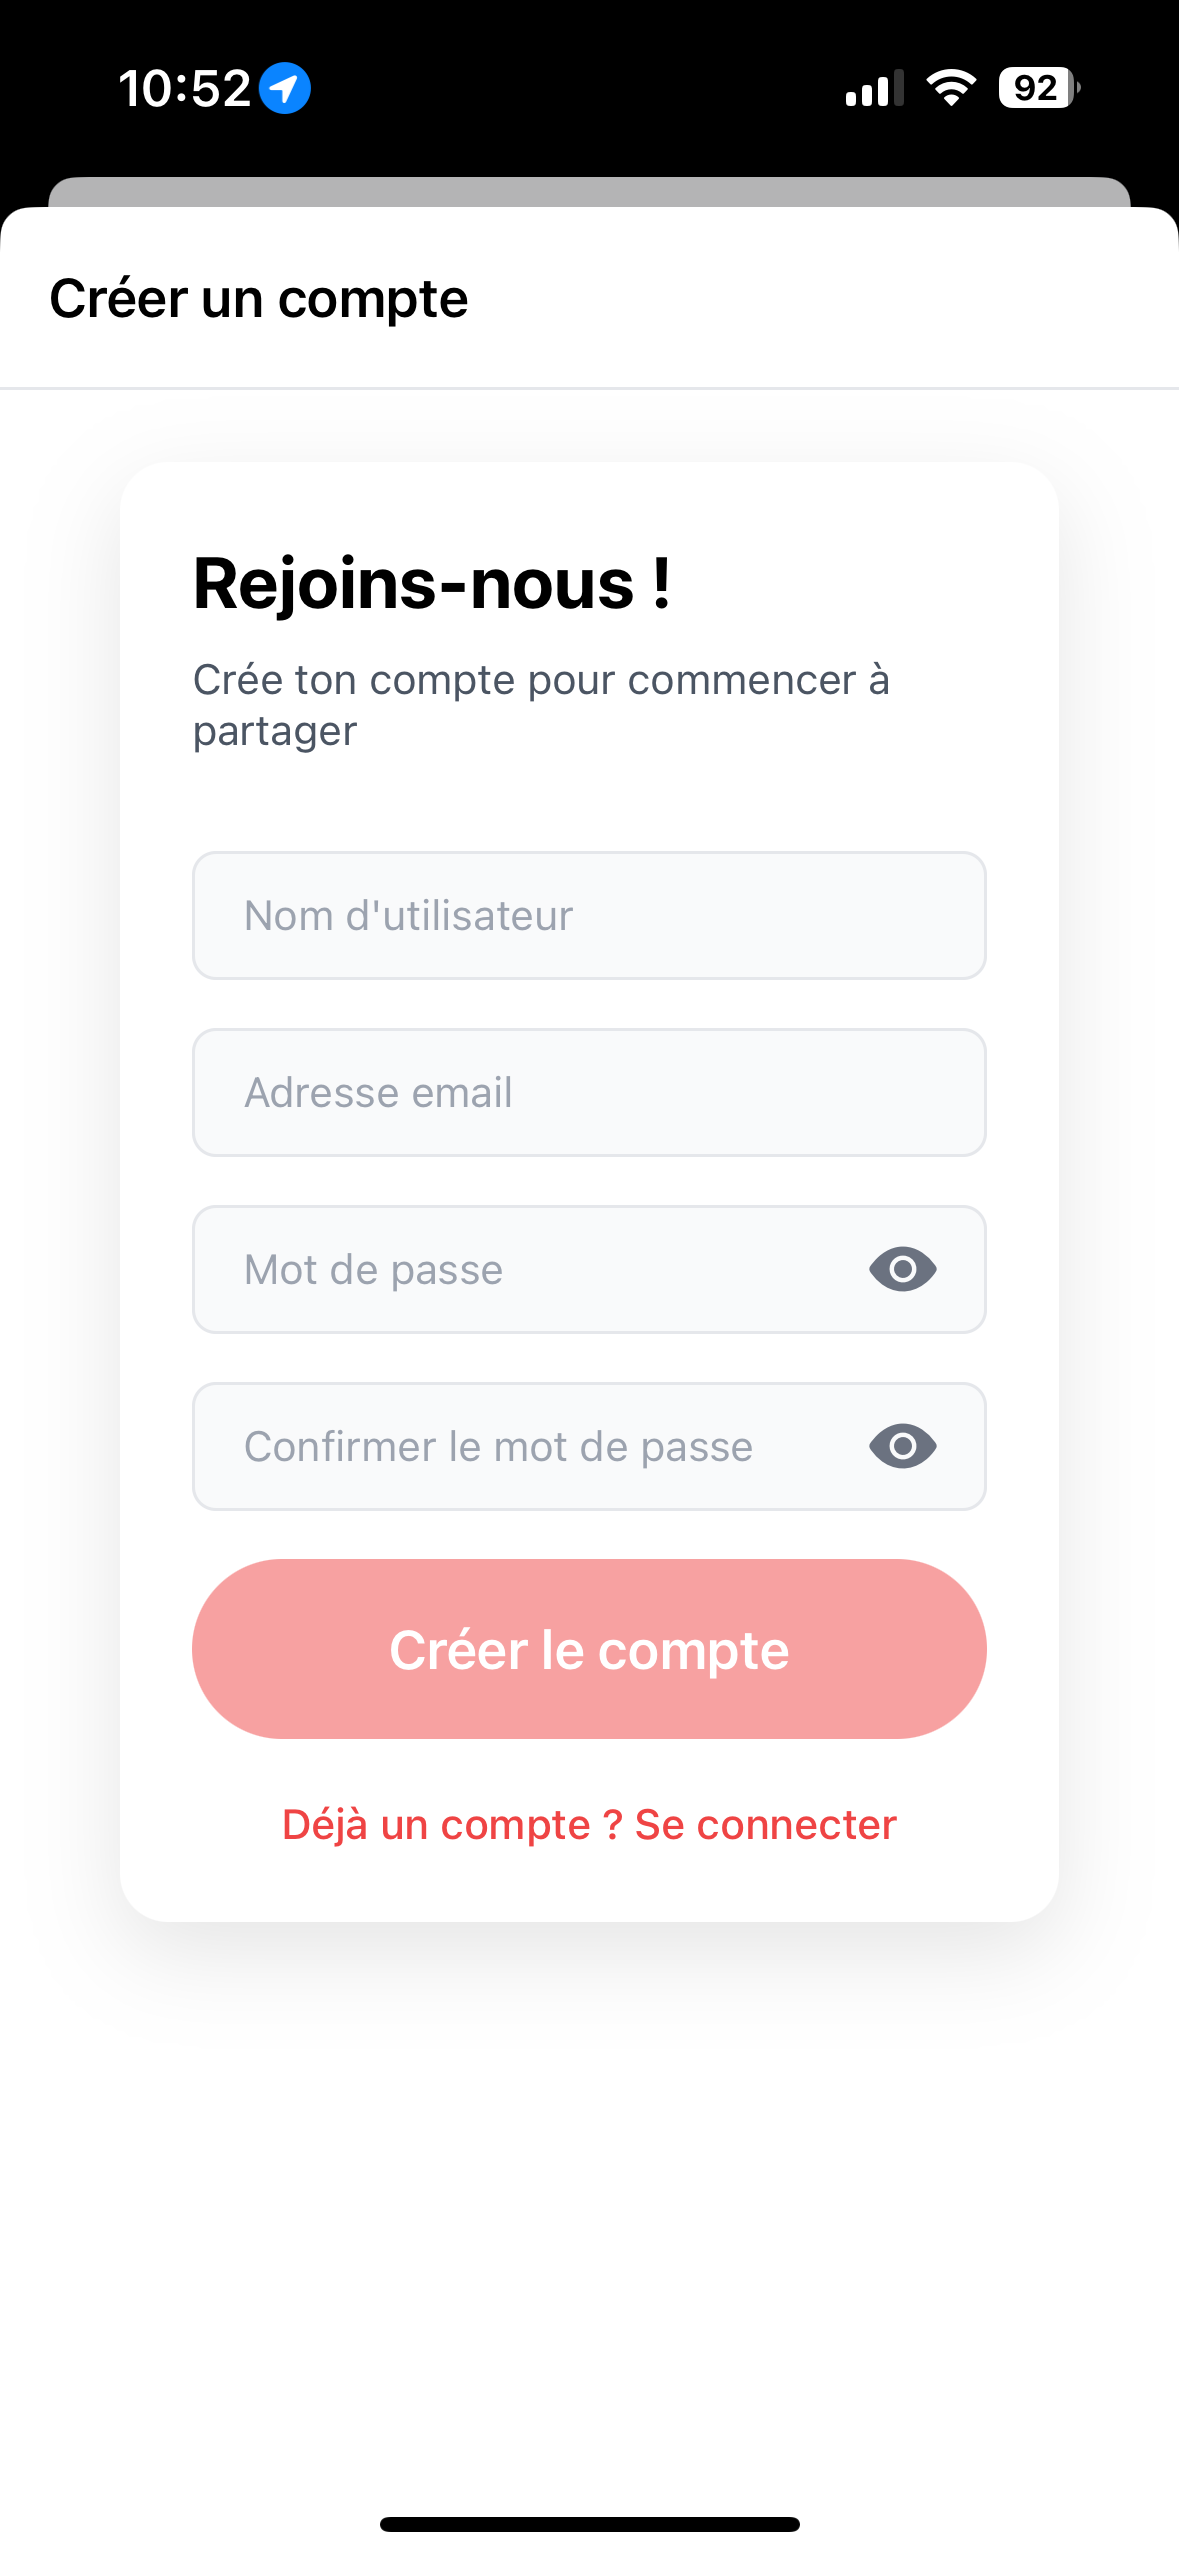 10:52
92
Créer un compte
Rejoins-nous !
Crée ton compte pour commencer à
partager
Nom d'utilisateur
Adresse email
Mot de passe
Confirmer le mot de passe
Créer le compte
Déjà un compte ? Se connecter